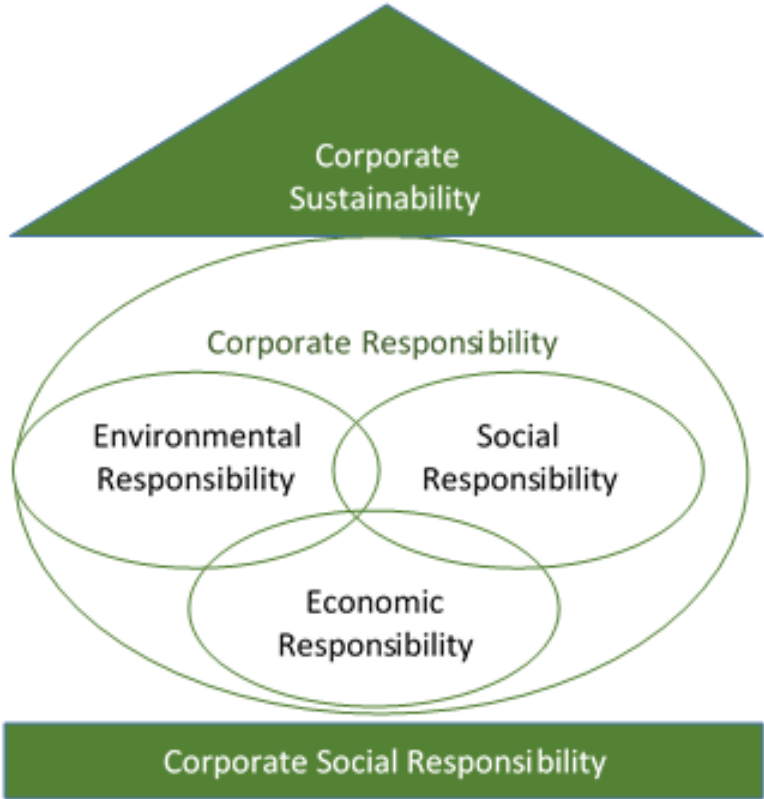 Corporate
Sustainability
Corporate Responsibility
Environmental
Responsibility
Social
Responsibility
Economic
Responsibility
Corporate Social Responsibility